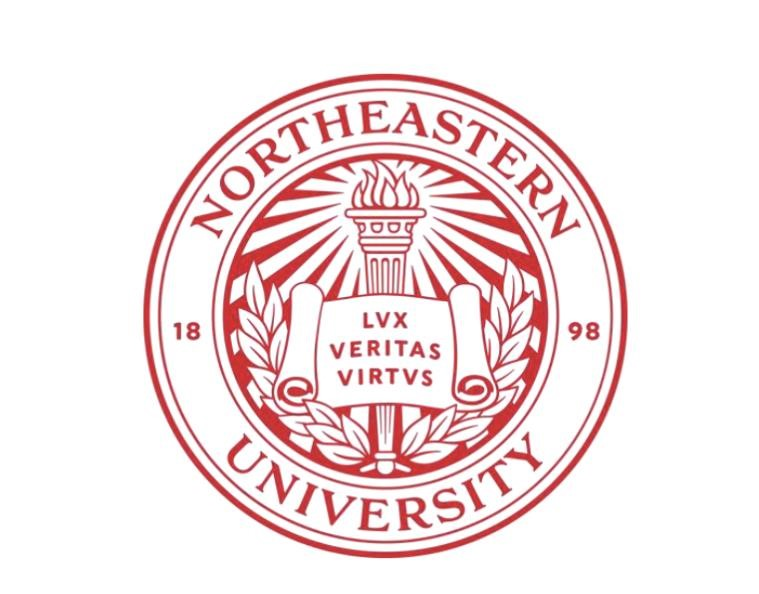 NORTHEASTERN
18 98
LVX
VERITAS
VIRTVS
UNIVERSITY